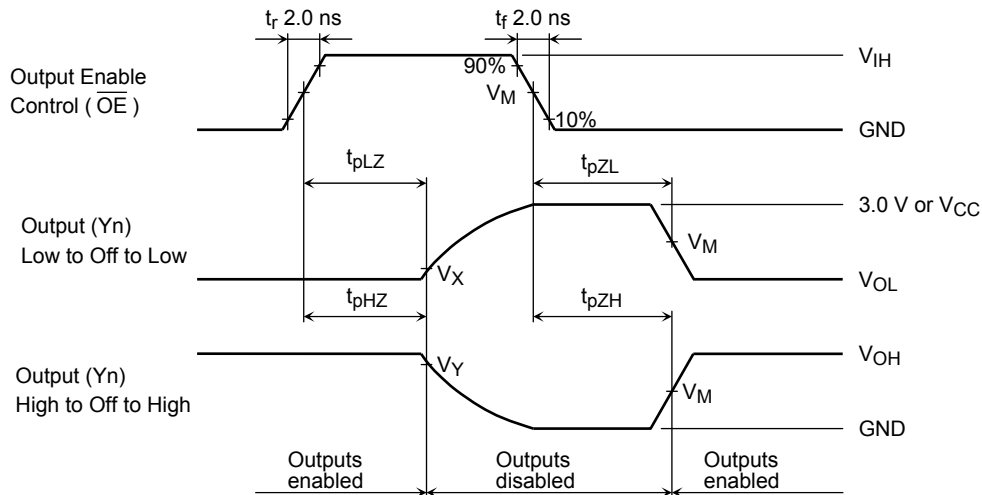 tr 2.0 ns
tf 2.0 ns
Output Enable
Control ( OE )
90%
VM
10%
VIH
GND
tpLZ
tpZL
Output (Yn)
Low to Off to Low
VX
VM
3.0 V or VCC
VOL
tpHZ
tpZH
Output (Yn)
High to Off to High
VY
VM
VOH
GND
Outputs
enabled
Outputs
disabled
Outputs
enabled